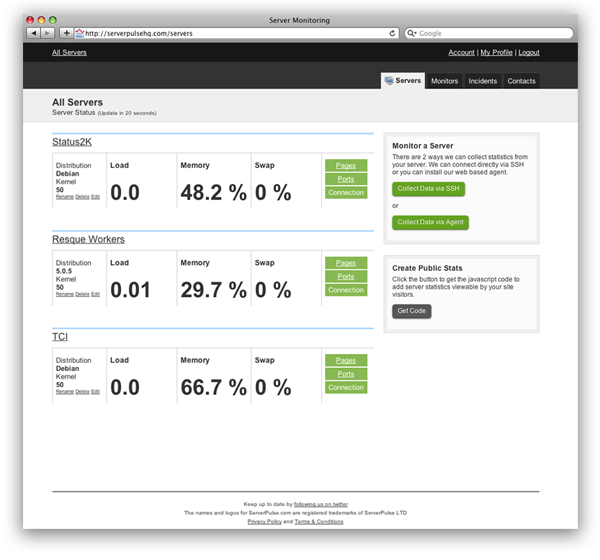 Server Monitoring
http://serverpulsehq.com/servers
Google
All Servers
Account | My Profile | Logout
Servers Monitors Incidents Contacts
All Servers
Server Status (Update in 20 seconds)
Status2K
Distribution
Debian
Kernel
50
Rename Delete Edit
Load
0.0
Memory
48.2 %
Swap
0 %
Pages
Ports
Connection
Resque Workers
Distribution
5.0.5
Kernel
50
Rename Delete Edit
Load
0.01
Memory
29.7 %
Swap
0 %
Pages
Ports
Connection
TCI
Distribution
Debian
Kernel
50
Rename Delete Edit
Load
0.0
Memory
66.7 %
Swap
0 %
Pages
Ports
Connection
Monitor a Server
There are 2 ways we can collect statistics from
your server. We can connect directly via SSH
or you can install our web based agent.
Collect Data via SSH
or
Collect Data via Agent
Create Public Stats
Click the button to get the javascript code to
add server statistics viewable by your site
visitors.
Get Code
Keep up to date by following us on twitter
The names and logos for ServerPulse.com are registered trademarks of ServerPulse LTD
Privacy Policy and Terms & Conditions